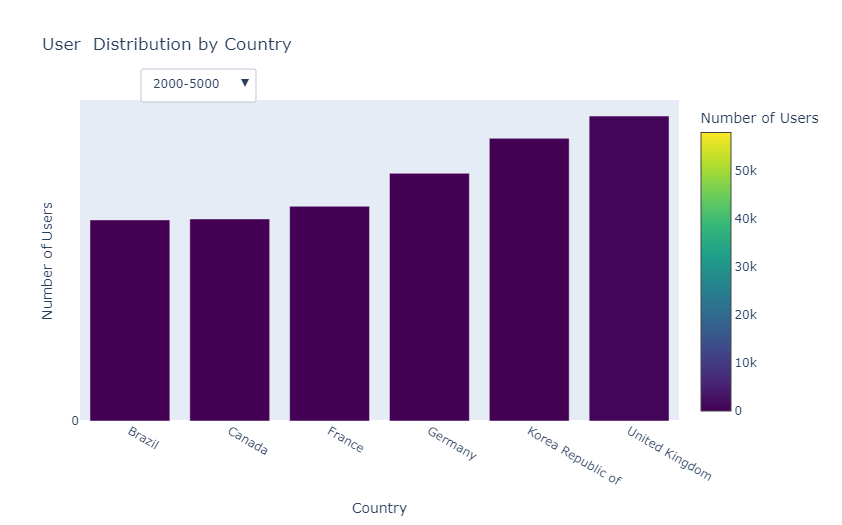 User  Distribution by Country
2000-5000 ▼
Number of Users
50k
40k
30k
20k
10k
0
Number of Users
0
Brazil
Canada
France
Germany
Korea Republic of
United Kingdom
Country